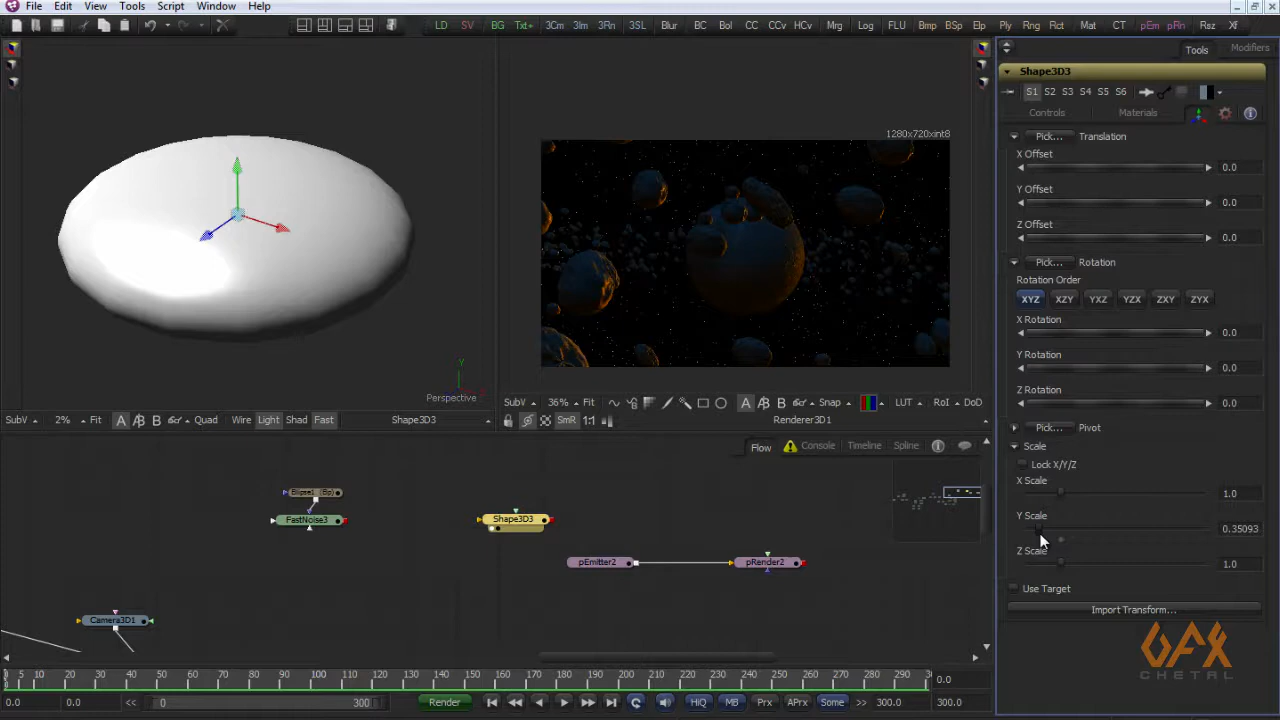 File Edit View Tools Script Window Help
LD SV BG Txt+ 3Cm 3Im 3Rn 3SL Blur BC Bol CC CCv HCv Mrg Log FLU Bmp BSp Elp Ply Rng Rct Mat CT pEm pRn Rsz Xf
Tools Modifiers
Shape3D3
S1 S2 S3 S4 S5 S6
Controls Materials
1280x720xint8
Pick... Translation
X Offset
0.0
Y Offset
0.0
Z Offset
0.0
Pick... Rotation
Rotation Order
XYZ XZY YXZ YZX ZXY ZYX
X Rotation
0.0
Y Rotation
0.0
Z Rotation
0.0
Pick... Pivot
Scale
Lock X/Y/Z
X Scale
1.0
Y Scale
0.35093
Z Scale
1.0
Use Target
Import Transform...
Y
Perspective
SubV 2% Fit A B Quad Wire Light Shad Fast Shape3D3
SubV 36% Fit A B Snap LUT RoI DoD
SmR 1:1 Renderer3D1
Flow Console Timeline Spline
Ellipse1 (Bp)
FastNoise3
Shape3D3
pEmitter2
pRender2
Camera3D1
GFX
CHETAL
0 5 10 20 30 40 50 60 70 80 90 100 110 120 130 140 150 160 170 180 190 200 210 220 230 240 250 260 270 280 290 30 0.0
0.0 0.0 << 0 300 Render HiQ MB Prx APrx Some >> 300.0 300.0